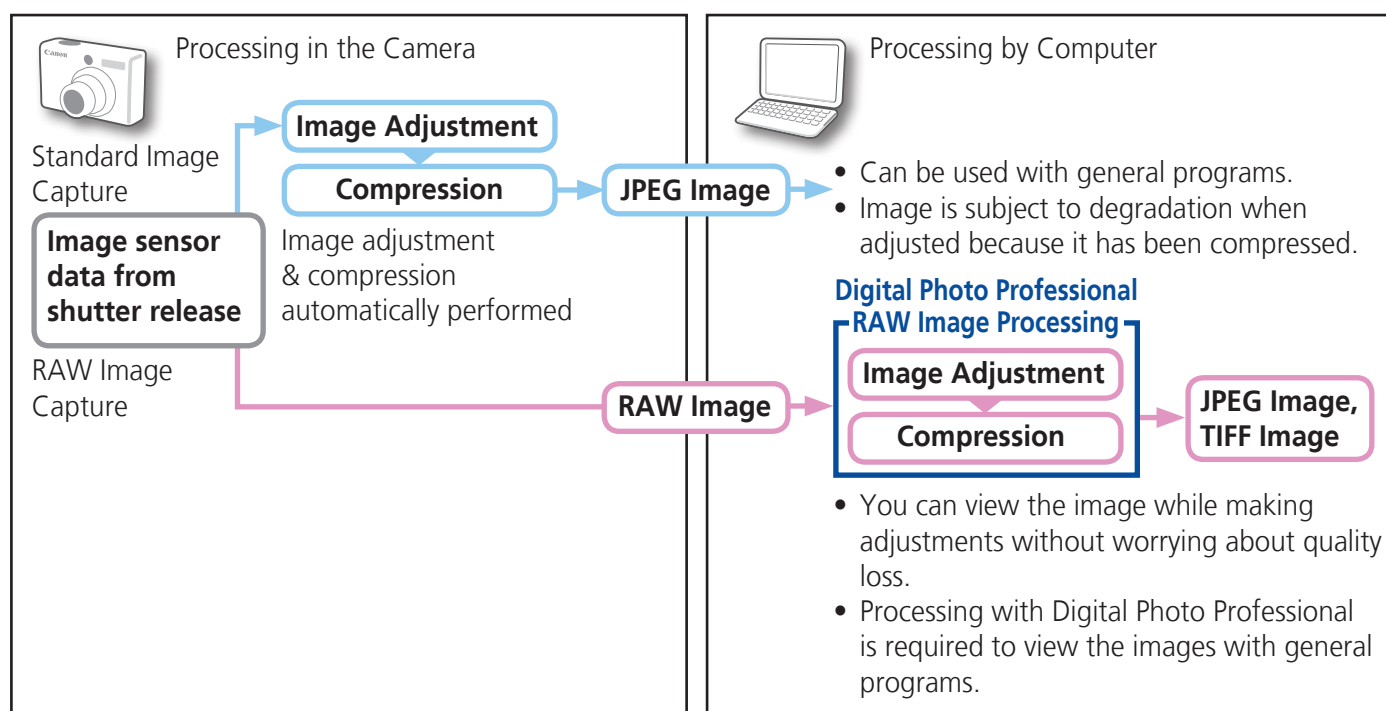 Processing in the Camera
Canon
Standard Image
Capture
Image sensor
data from
shutter release
RAW Image
Capture
Image Adjustment
Compression
Image adjustment
& compression
automatically performed
JPEG Image
RAW Image
Processing by Computer
• Can be used with general programs.
• Image is subject to degradation when
adjusted because it has been compressed.
Digital Photo Professional
RAW Image Processing
Image Adjustment
Compression
JPEG Image,
TIFF Image
• You can view the image while making
adjustments without worrying about quality
loss.
• Processing with Digital Photo Professional
is required to view the images with general
programs.